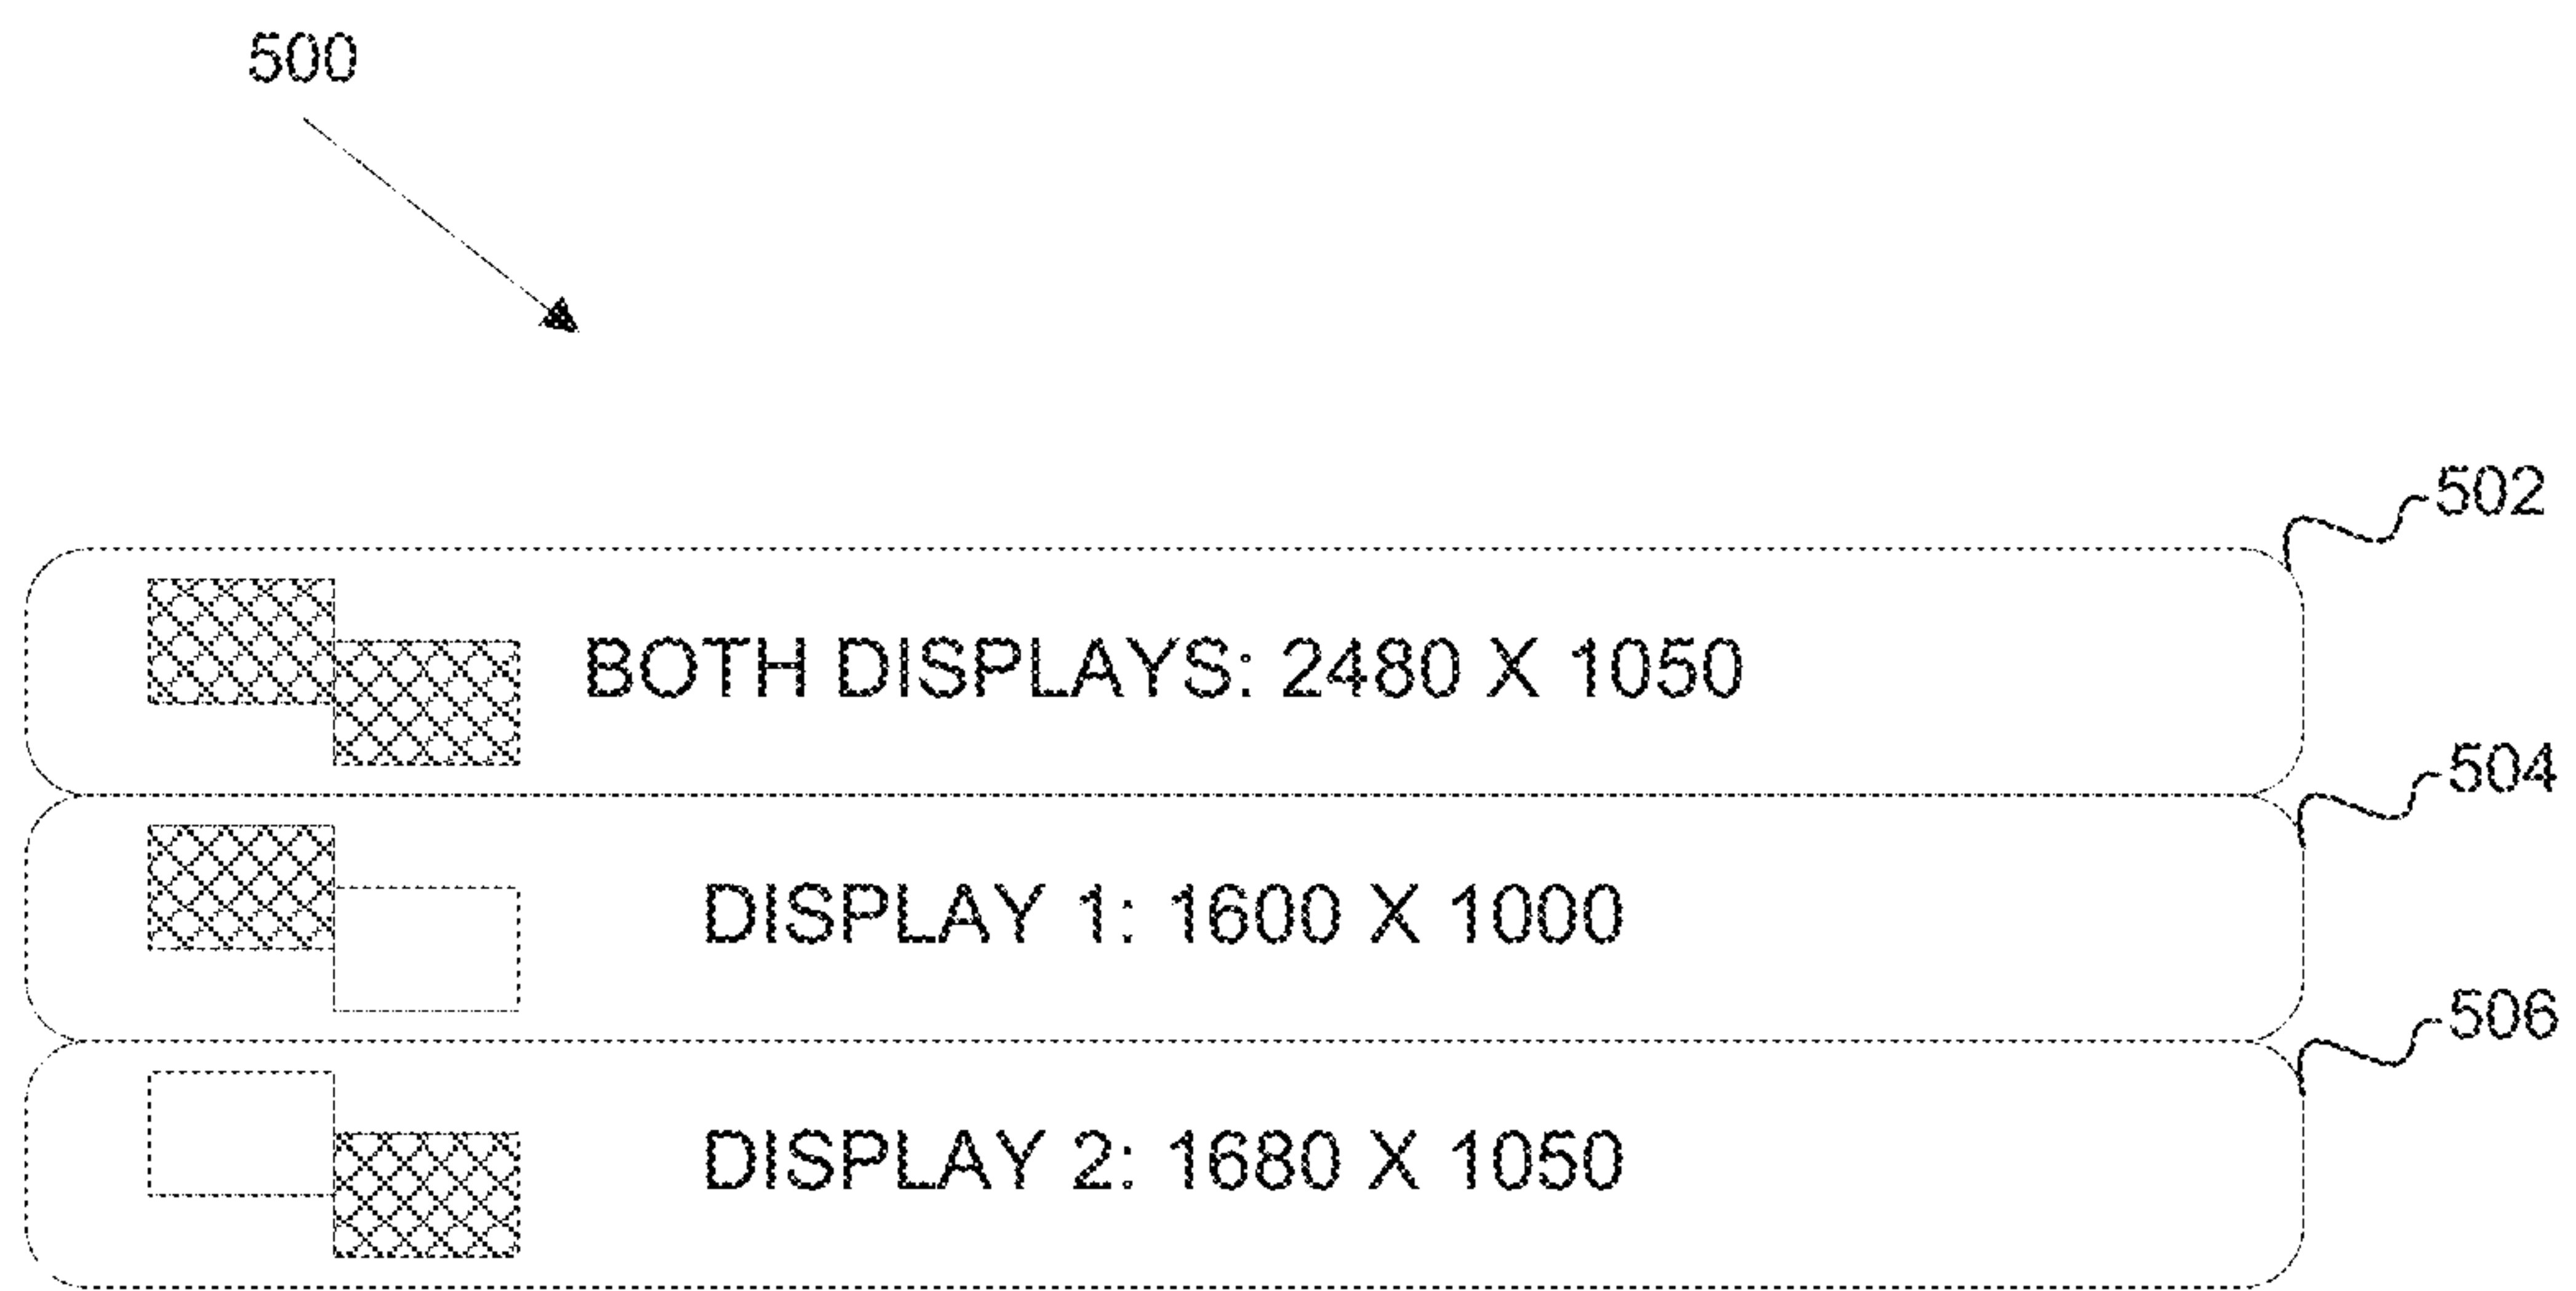 500
502
BOTH DISPLAYS: 2480 X 1050
504
DISPLAY 1: 1600 X 1000
506
DISPLAY 2: 1680 X 1050